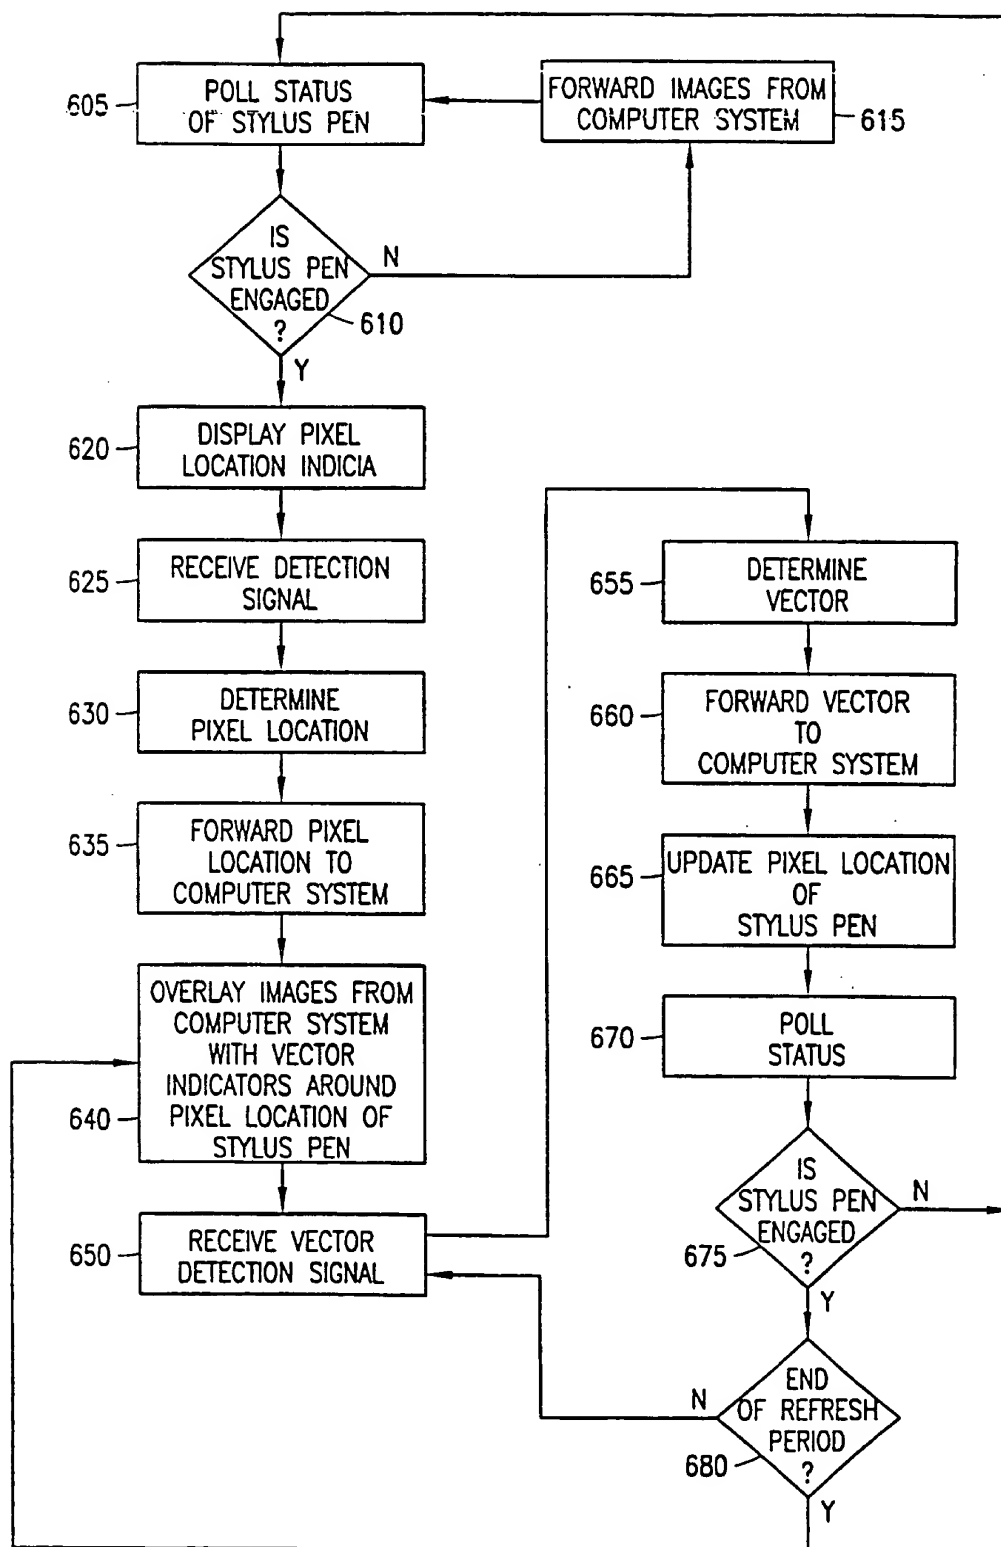 605
POLL STATUS
OF STYLUS PEN
FORWARD IMAGES FROM
COMPUTER SYSTEM
615
IS
STYLUS PEN
ENGAGED
?
N
610
Y
620
DISPLAY PIXEL
LOCATION INDICIA
625
RECEIVE DETECTION
SIGNAL
630
DETERMINE
PIXEL LOCATION
635
FORWARD PIXEL
LOCATION TO
COMPUTER SYSTEM
640
OVERLAY IMAGES FROM
COMPUTER SYSTEM
WITH VECTOR
INDICATORS AROUND
PIXEL LOCATION OF
STYLUS PEN
650
RECEIVE VECTOR
DETECTION SIGNAL
655
DETERMINE
VECTOR
660
FORWARD VECTOR
TO
COMPUTER SYSTEM
665
UPDATE PIXEL LOCATION
OF
STYLUS PEN
670
POLL
STATUS
IS
STYLUS PEN
ENGAGED
?
N
675
Y
END
OF REFRESH
PERIOD
?
N
680
Y